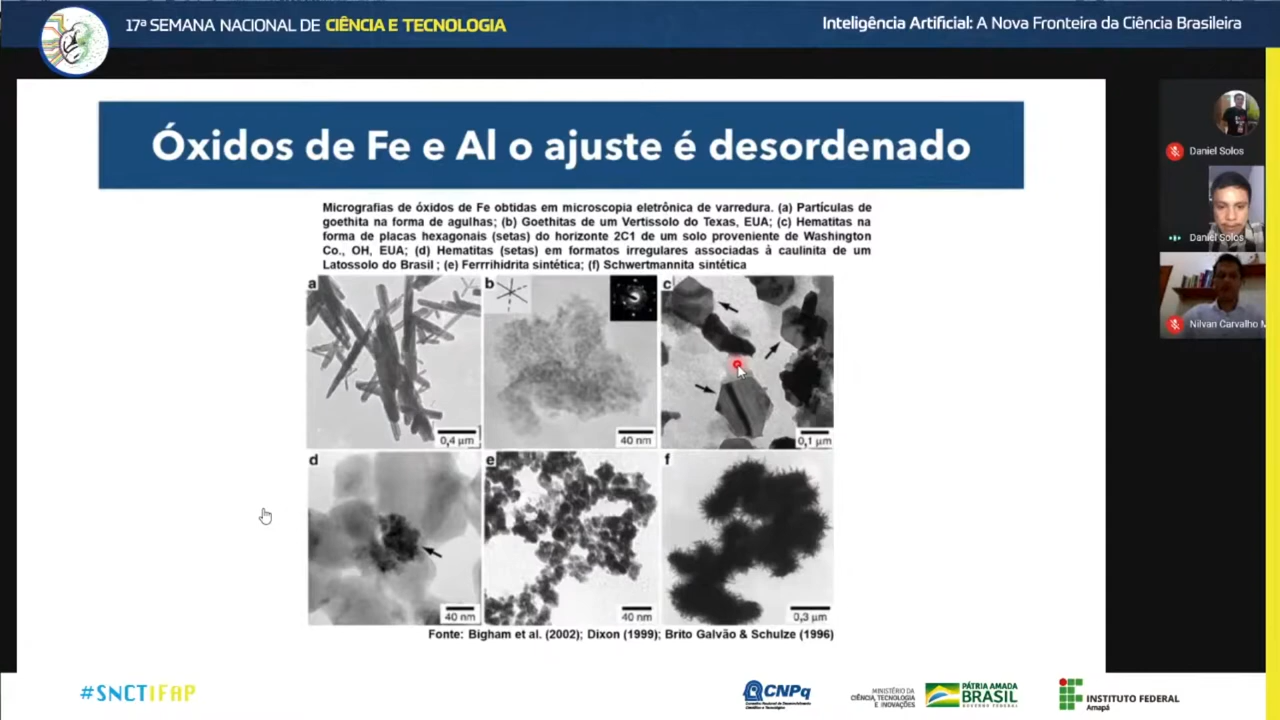 17ª SEMANA NACIONAL DE CIÊNCIA E TECNOLOGIA
Inteligência Artificial: A Nova Fronteira da Ciência Brasileira
Óxidos de Fe e Al o ajuste é desordenado
Micrografias de óxidos de Fe obtidas em microscopia eletrônica de varredura. (a) Partículas de
goethita na forma de agulhas; (b) Goethitas de um Vertissolo do Texas, EUA; (c) Hematitas na
forma de placas hexagonais (setas) do horizonte 2C1 de um solo proveniente de Washington
Co., OH, EUA; (d) Hematitas (setas) em formatos irregulares associadas à caulinita de um
Latossolo do Brasil ; (e) Ferrrihidrita sintética; (f) Schwertmannita sintética
a
b
c
0,4 µm
40 nm
0,1 µm
d
e
f
40 nm
40 nm
0,3 µm
Fonte: Bigham et al. (2002); Dixon (1999); Brito Galvão & Schulze (1996)
Daniel Solos
Daniel Solos
Nilvan Carvalho M
#SNCTIFAP
CNPq
Conselho Nacional de Desenvolvimento
Científico e Tecnológico
MINISTÉRIO DA
CIÊNCIA, TECNOLOGIA
E INOVAÇÕES
PÁTRIA AMADA
BRASIL
GOVERNO FEDERAL
INSTITUTO FEDERAL
Amapá